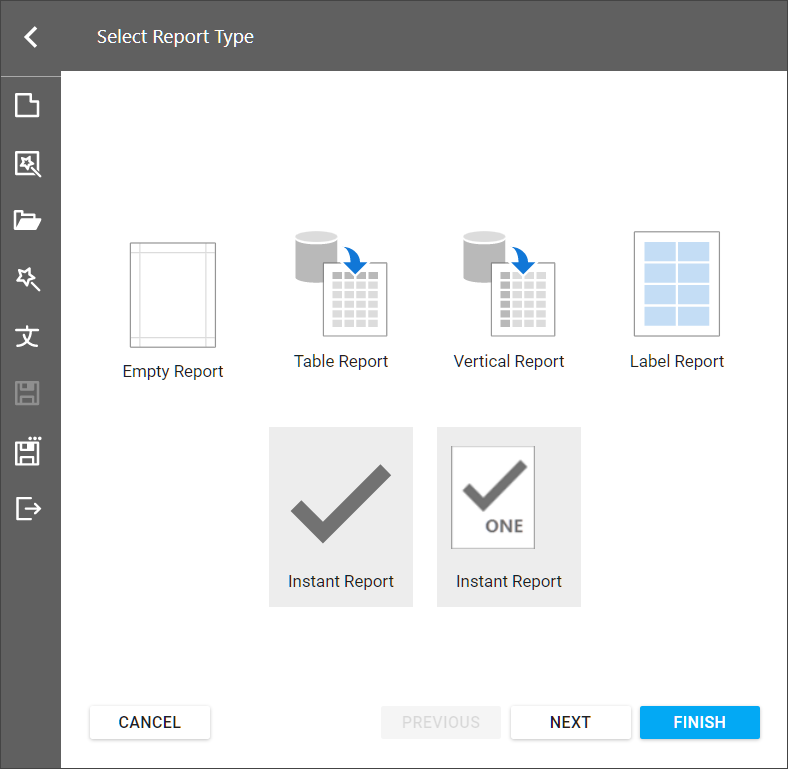 Select Report Type
文
Empty Report
Table Report
Vertical Report
Label Report
ONE
Instant Report
Instant Report
CANCEL
PREVIOUS
NEXT
FINISH